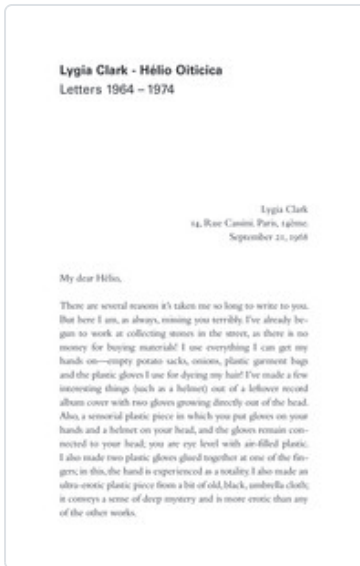 Lygia Clark - Hélio Oiticica
Letters 1964 – 1974
Lygia Clark
14, Rue Cassini, Paris, 14ème.
September 21, 1968
My dear Hélio,
There are several reasons it's taken me so long to write to you.
But here I am, as always, missing you terribly. I've already be-
gun to work at collecting stones in the street, as there is no
money for buying materials! I use everything I can get my
hands on—empty potato sacks, onions, plastic garment bags
and the plastic gloves I use for dyeing my hair! I've made a few
interesting things (such as a helmet) out of a leftover record
album cover with two gloves growing directly out of the head.
Also, a sensorial plastic piece in which you put gloves on your
hands and a helmet on your head, and the gloves remain con-
nected to your head; you are eye level with air-filled plastic.
I also made two plastic gloves glued together at one of the fin-
gers; in this, the hand is experienced as a totality. I also made an
ultra-erotic plastic piece from a bit of old, black, umbrella cloth;
it conveys a sense of deep mystery and is more erotic than any
of the other works.